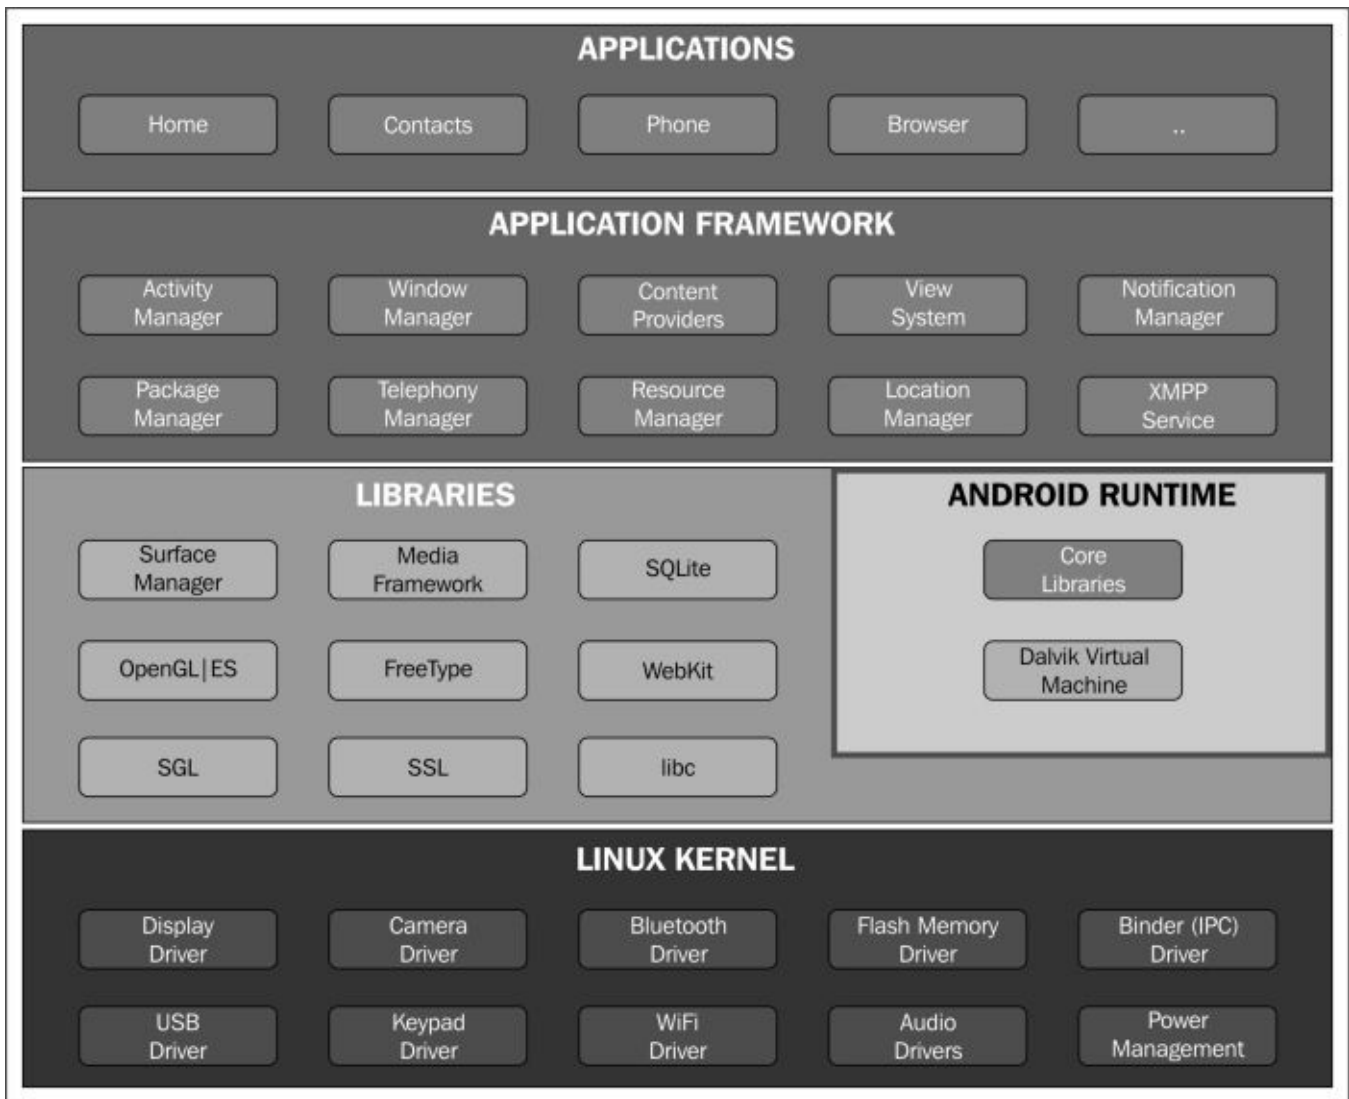 APPLICATIONS
Home
Contacts
Phone
Browser
..
APPLICATION FRAMEWORK
Activity
Manager
Window
Manager
Content
Providers
View
System
Notification
Manager
Package
Manager
Telephony
Manager
Resource
Manager
Location
Manager
XMPP
Service
LIBRARIES
Surface
Manager
Media
Framework
SQLite
OpenGL|ES
FreeType
WebKit
SGL
SSL
libc
ANDROID RUNTIME
Core
Libraries
Dalvik Virtual
Machine
LINUX KERNEL
Display
Driver
Camera
Driver
Bluetooth
Driver
Flash Memory
Driver
Binder (IPC)
Driver
USB
Driver
Keypad
Driver
WiFi
Driver
Audio
Drivers
Power
Management